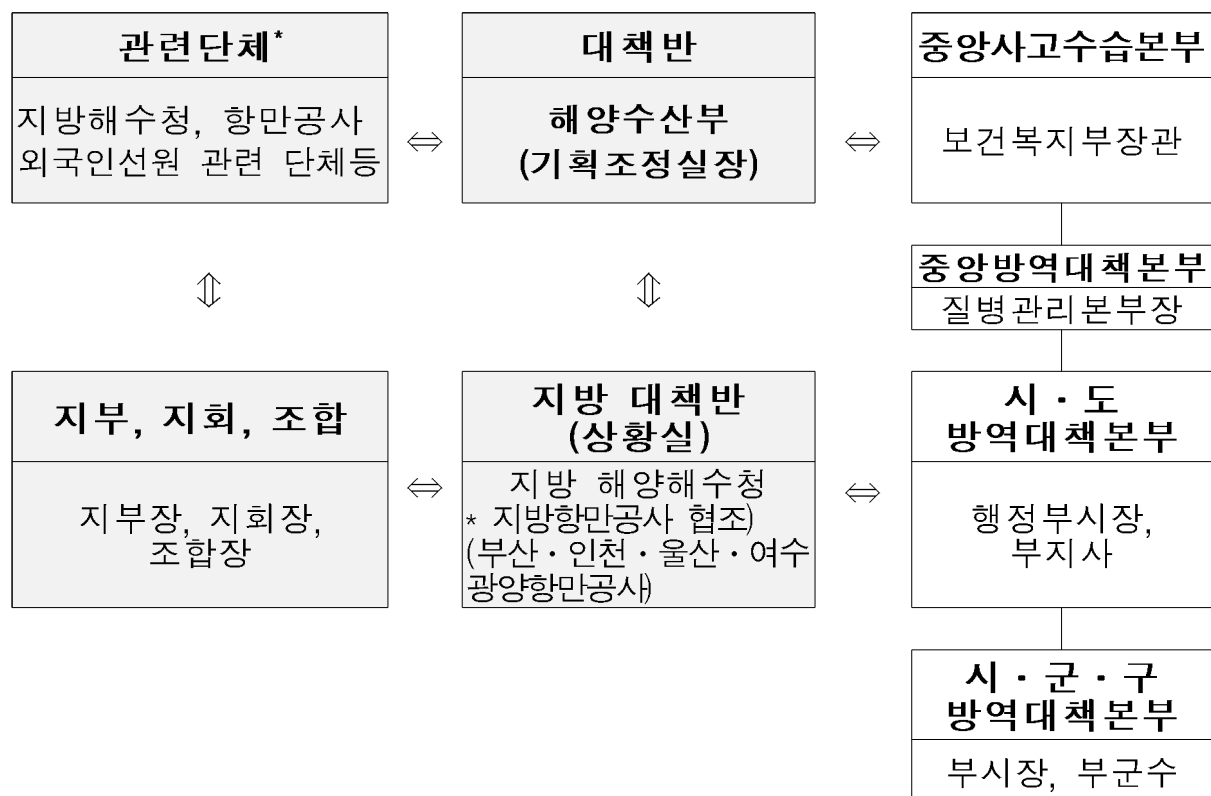 관련단체*
지방해수청, 항만공사
외국인선원 관련 단체등
⇔
대책반
해양수산부
(기획조정실장)
⇔
중앙사고수습본부
보건복지부장관
⇕
⇕
중앙방역대책본부
질병관리본부장
지부, 지회, 조합
지부장, 지회장,
조합장
⇔
지방 대책반
(상황실)
지방 해양해수청
* 지방항만공사 협조)
(부산·인천·울산·여수
광양항만공사)
⇔
시·도
방역대책본부
행정부시장,
부지사
시·군·구
방역대책본부
부시장, 부군수